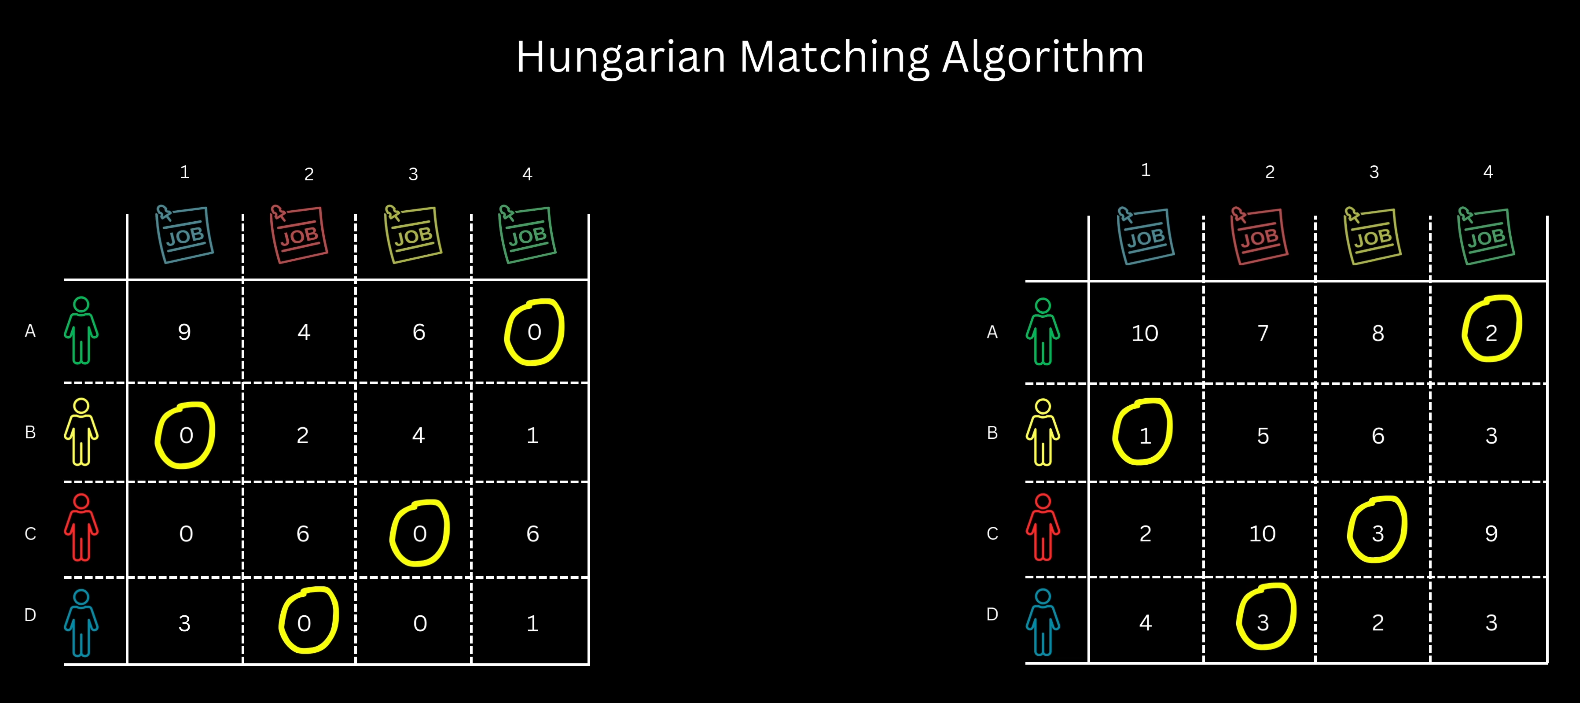 Hungarian Matching Algorithm
1 2 3 4
JOB JOB JOB JOB
A 9 4 6 0
B 0 2 4 1
C 0 6 0 6
D 3 0 0 1
1 2 3 4
JOB JOB JOB JOB
A 10 7 8 2
B 1 5 6 3
C 2 10 3 9
D 4 3 2 3